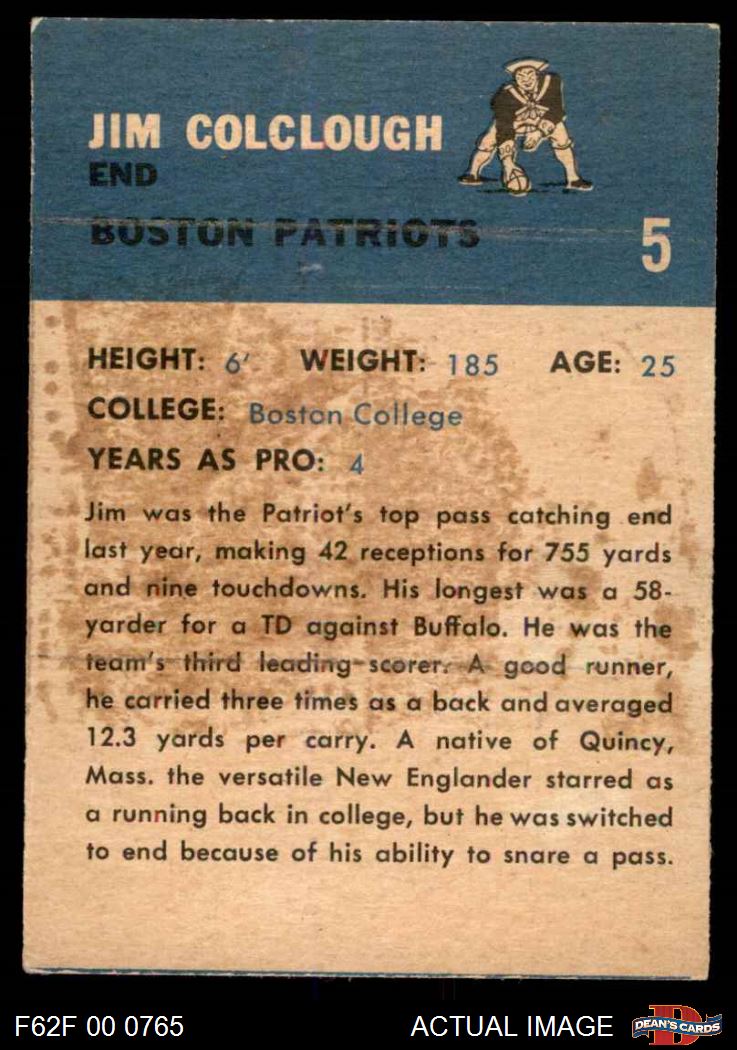 JIM COLCLOUGH
END
BOSTON PATRIOTS
5
HEIGHT: 6' WEIGHT: 185 AGE: 25
COLLEGE: Boston College
YEARS AS PRO: 4
Jim was the Patriot's top pass catching end
last year, making 42 receptions for 755 yards
and nine touchdowns. His longest was a 58-
yarder for a TD against Buffalo. He was the
team's third leading scorer. A good runner,
he carried three times as a back and averaged
12.3 yards per carry. A native of Quincy,
Mass. the versatile New Englander starred as
a running back in college, but he was switched
to end because of his ability to snare a pass.
F62F 00 0765 ACTUAL IMAGE D DEAN'S CARDS